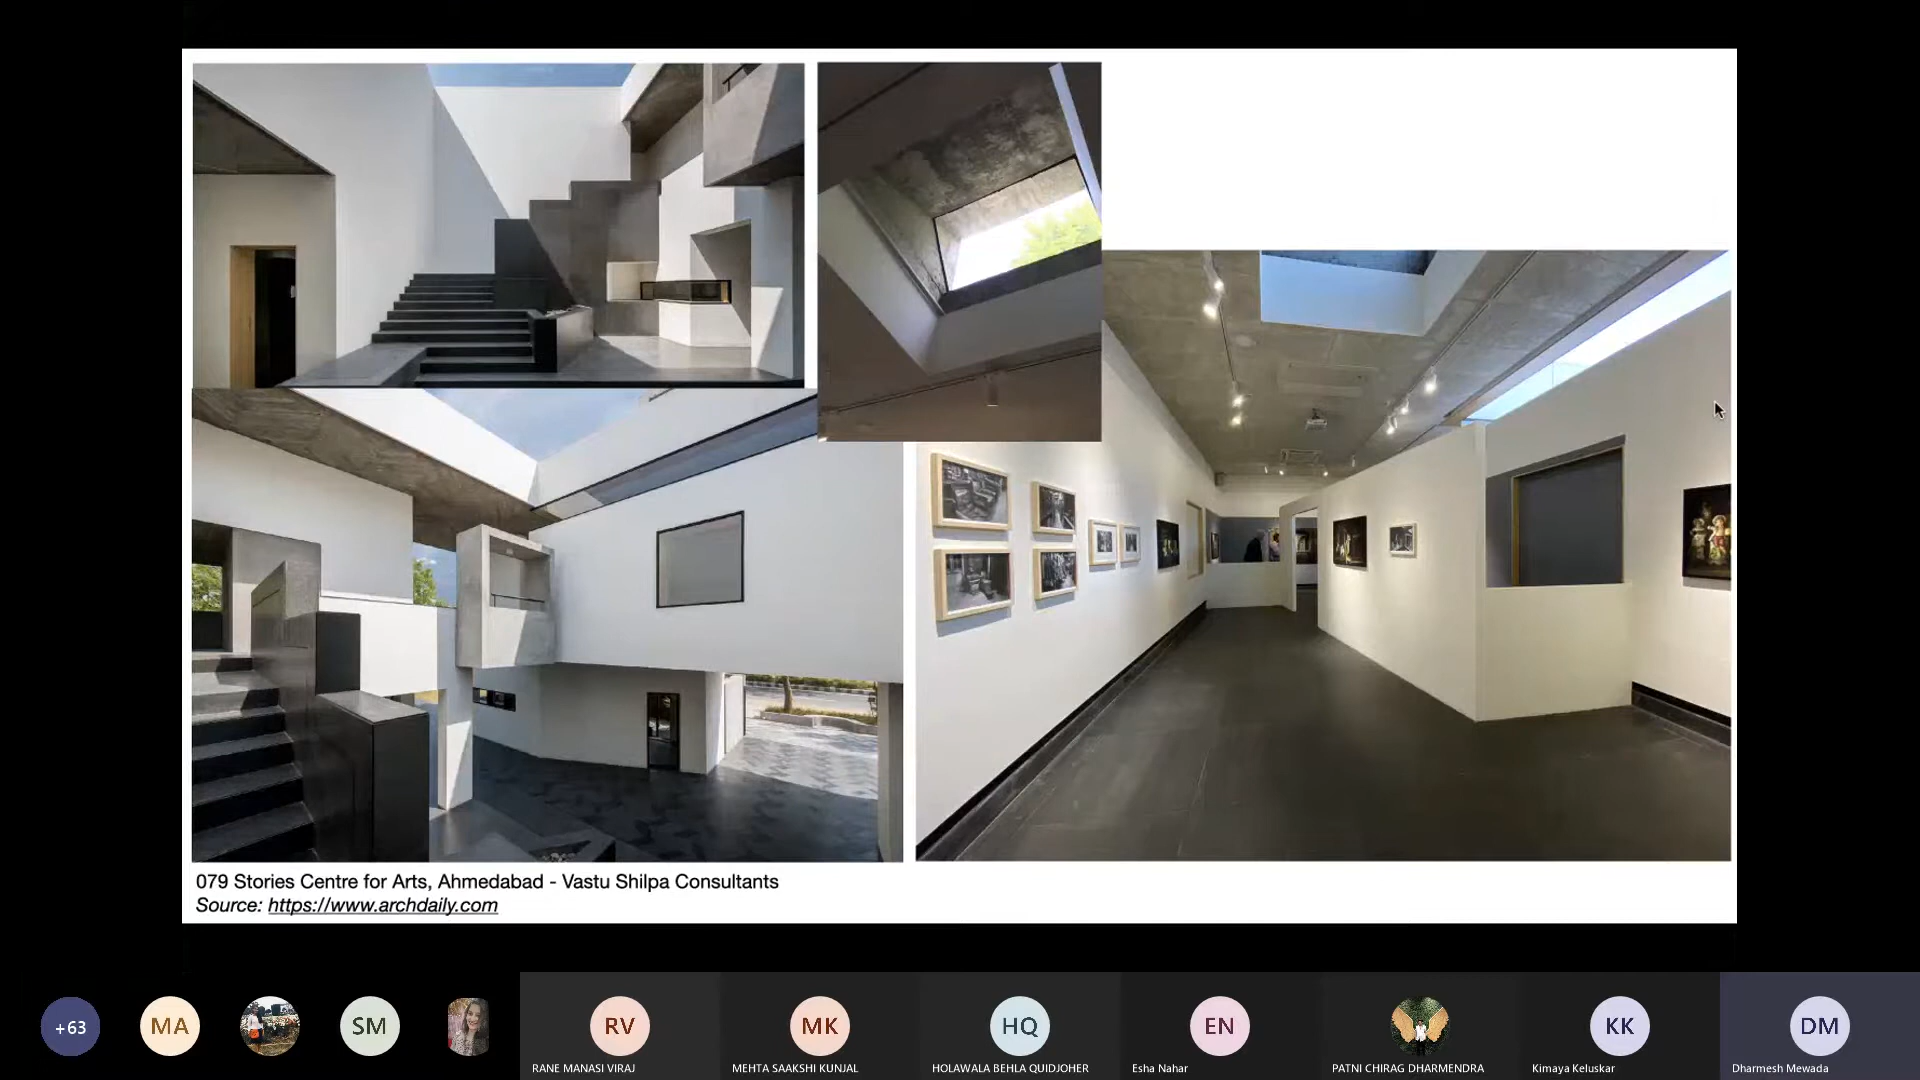 079 Stories Centre for Arts, Ahmedabad - Vastu Shilpa Consultants
Source: https://www.archdaily.com
+63
MA
SM
RV
MK
HQ
EN
KK
DM
RANE MANASI VIRAJ
MEHTA SAAKSHI KUNJAL
HOLAWALA BEHLA QUIDJOHER
Esha Nahar
PATNI CHIRAG DHARMENDRA
Kimaya Keluskar
Dharmesh Mewada